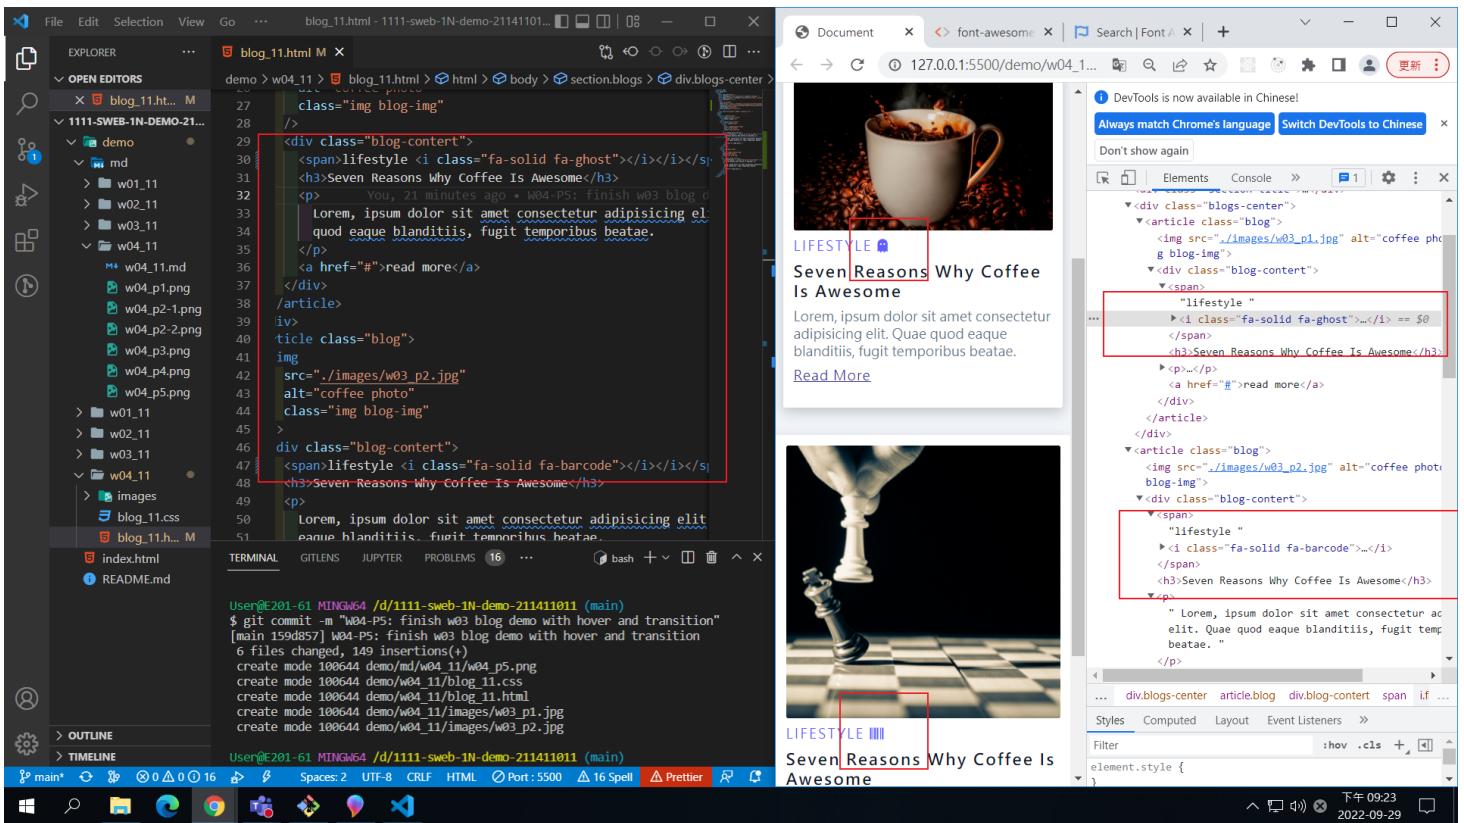 File Edit Selection View Go ··· blog_11.html - 1111-sweb-1N-demo-21141101...
EXPLORER ···
OPEN EDITORS
blog_11.ht... M
1111-SWEB-1N-DEMO-21...
demo
md
w01_11
w02_11
w03_11
w04_11
w04_11.md
w04_p1.png
w04_p2-1.png
w04_p2-2.png
w04_p3.png
w04_p4.png
w04_p5.png
w01_11
w02_11
w03_11
w04_11
images
blog_11.css
blog_11.h... M
index.html
README.md
OUTLINE
TIMELINE
1
blog_11.html M
demo > w04_11 > blog_11.html > html > body > section.blogs > div.blogs-center >
27 class="img blog-img"
28 />
29 <div class="blog-contert">
30 <span>lifestyle <i class="fa-solid fa-ghost"></i></i></sp
31 <h3>Seven Reasons Why Coffee Is Awesome</h3>
32 <p> You, 21 minutes ago • W04-P5: finish w03 blog d
33 Lorem, ipsum dolor sit amet consectetur adipisicing eli
34 quod eaque blanditiis, fugit temporibus beatae.
35 </p>
36 <a href="#">read more</a>
37 </div>
38 /article>
39 iv>
40 ticle class="blog">
41 img
42 src="./images/w03_p2.jpg"
43 alt="coffee photo"
44 class="img blog-img"
45 >
46 div class="blog-contert">
47 <span>lifestyle <i class="fa-solid fa-barcode"></i></i></sp
48 <h3>Seven Reasons Why Coffee Is Awesome</h3>
49 <p>
50 Lorem, ipsum dolor sit amet consectetur adipisicing elit
51 eaque blanditiis, fugit temporibus beatae.
TERMINAL GITLENS JUPYTER PROBLEMS 16 ··· bash
User@E201-61 MINGW64 /d/1111-sweb-1N-demo-211411011 (main)
$ git commit -m "W04-P5: finish w03 blog demo with hover and transition"
[main 159d857] W04-P5: finish w03 blog demo with hover and transition
6 files changed, 149 insertions(+)
create mode 100644 demo/md/w04_11/w04_p5.png
create mode 100644 demo/w04_11/blog_11.css
create mode 100644 demo/w04_11/blog_11.html
create mode 100644 demo/w04_11/images/w03_p1.jpg
create mode 100644 demo/w04_11/images/w03_p2.jpg
User@E201-61 MINGW64 /d/1111-sweb-1N-demo-211411011 (main)
main* 0 0 16 Spaces: 2 UTF-8 CRLF HTML Port : 5500 16 Spell Prettier
Document font-awesome Search | Font A
127.0.0.1:5500/demo/w04_1... 更新
LIFESTYLE
Seven Reasons Why Coffee
Is Awesome
Lorem, ipsum dolor sit amet consectetur
adipisicing elit. Quae quod eaque
blanditiis, fugit temporibus beatae.
Read More
LIFESTYLE
Seven Reasons Why Coffee Is
Awesome
DevTools is now available in Chinese!
Always match Chrome's language Switch DevTools to Chinese
Don't show again
Elements Console » 1
<div class="section-title">…</div>
<div class="blogs-center">
<article class="blog">
<img src="./images/w03_p1.jpg" alt="coffee pho
g blog-img">
<div class="blog-contert">
<span>
"lifestyle "
··· <i class="fa-solid fa-ghost">…</i> == $0
</span>
<h3>Seven Reasons Why Coffee Is Awesome</h3>
<p>…</p>
<a href="#">read more</a>
</div>
</article>
</div>
<article class="blog">
<img src="./images/w03_p2.jpg" alt="coffee photo
blog-img">
<div class="blog-contert">
<span>
"lifestyle "
<i class="fa-solid fa-barcode">…</i>
</span>
<h3>Seven Reasons Why Coffee Is Awesome</h3>
<p>
" Lorem, ipsum dolor sit amet consectetur ad
elit. Quae quod eaque blanditiis, fugit temp
beatae. "
</p>
... div.blogs-center article.blog div.blog-contert span i.f ...
Styles Computed Layout Event Listeners »
Filter :hov .cls
element.style {
}
下午 09:23
2022-09-29